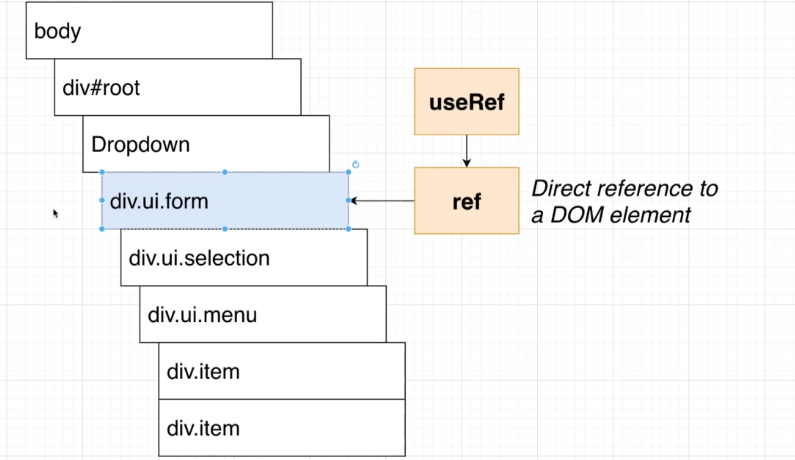 body
div#root
Dropdown
useRef
div.ui.form
ref
Direct reference to
a DOM element
div.ui.selection
div.ui.menu
div.item
div.item